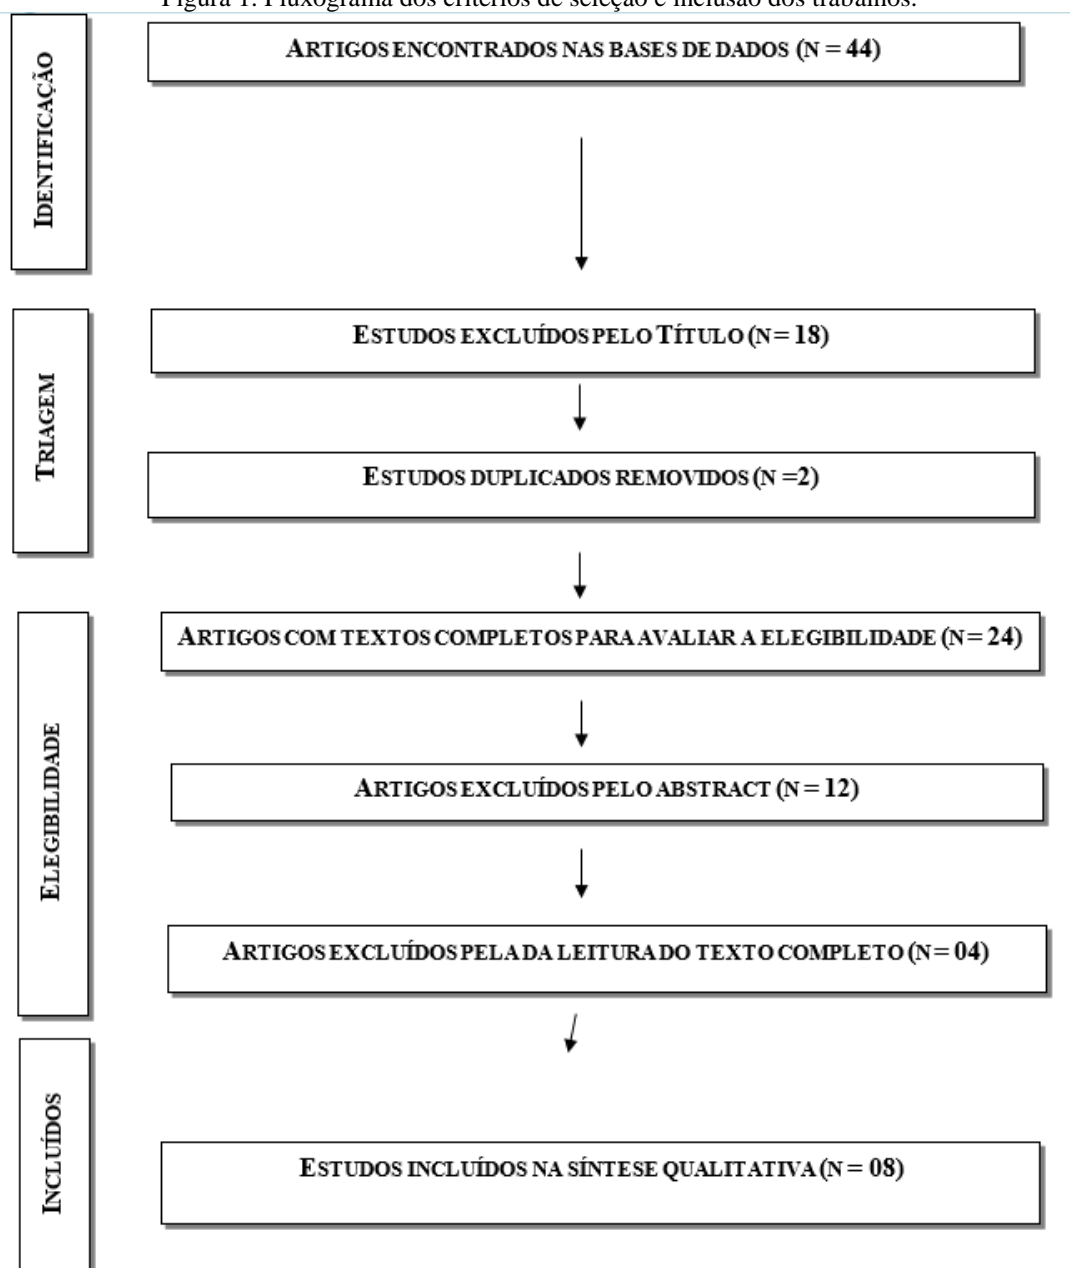 Figura 1: Fluxograma dos critérios de seleção e inclusão dos trabalhos.
IDENTIFICAÇÃO
ARTIGOS ENCONTRADOS NAS BASES DE DADOS (N = 44)
TRIAGEM
ESTUDOS EXCLUÍDOS PELO TÍTULO (N= 18)
ESTUDOS DUPLICADOS REMOVIDOS (N =2)
ELEGIBILIDADE
ARTIGOS COM TEXTOS COMPLETOS PARA AVALIAR A ELEGIBILIDADE (N= 24)
ARTIGOS EXCLUÍDOS PELO ABSTRACT (N = 12)
ARTIGOS EXCLUÍDOS PELA DA LEITURA DO TEXTO COMPLETO (N= 04)
INCLUÍDOS
ESTUDOS INCLUÍDOS NA SÍNTESE QUALITATIVA (N = 08)